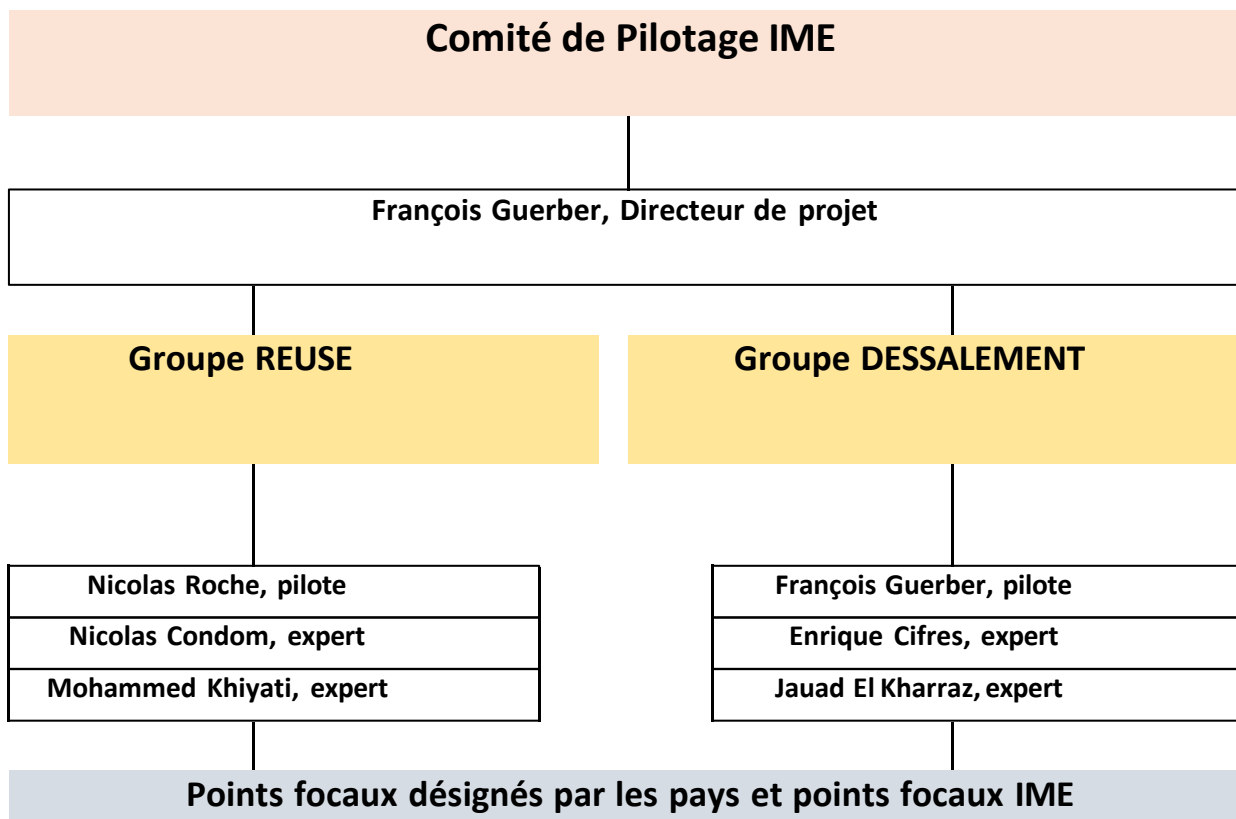 Comité de Pilotage IME
François Guerber, Directeur de projet
Groupe REUSE
Groupe DESSALEMENT
Nicolas Roche, pilote
Nicolas Condom, expert
Mohammed Khiyati, expert
François Guerber, pilote
Enrique Cifres, expert
Jauad El Kharraz, expert
Points focaux désignés par les pays et points focaux IME